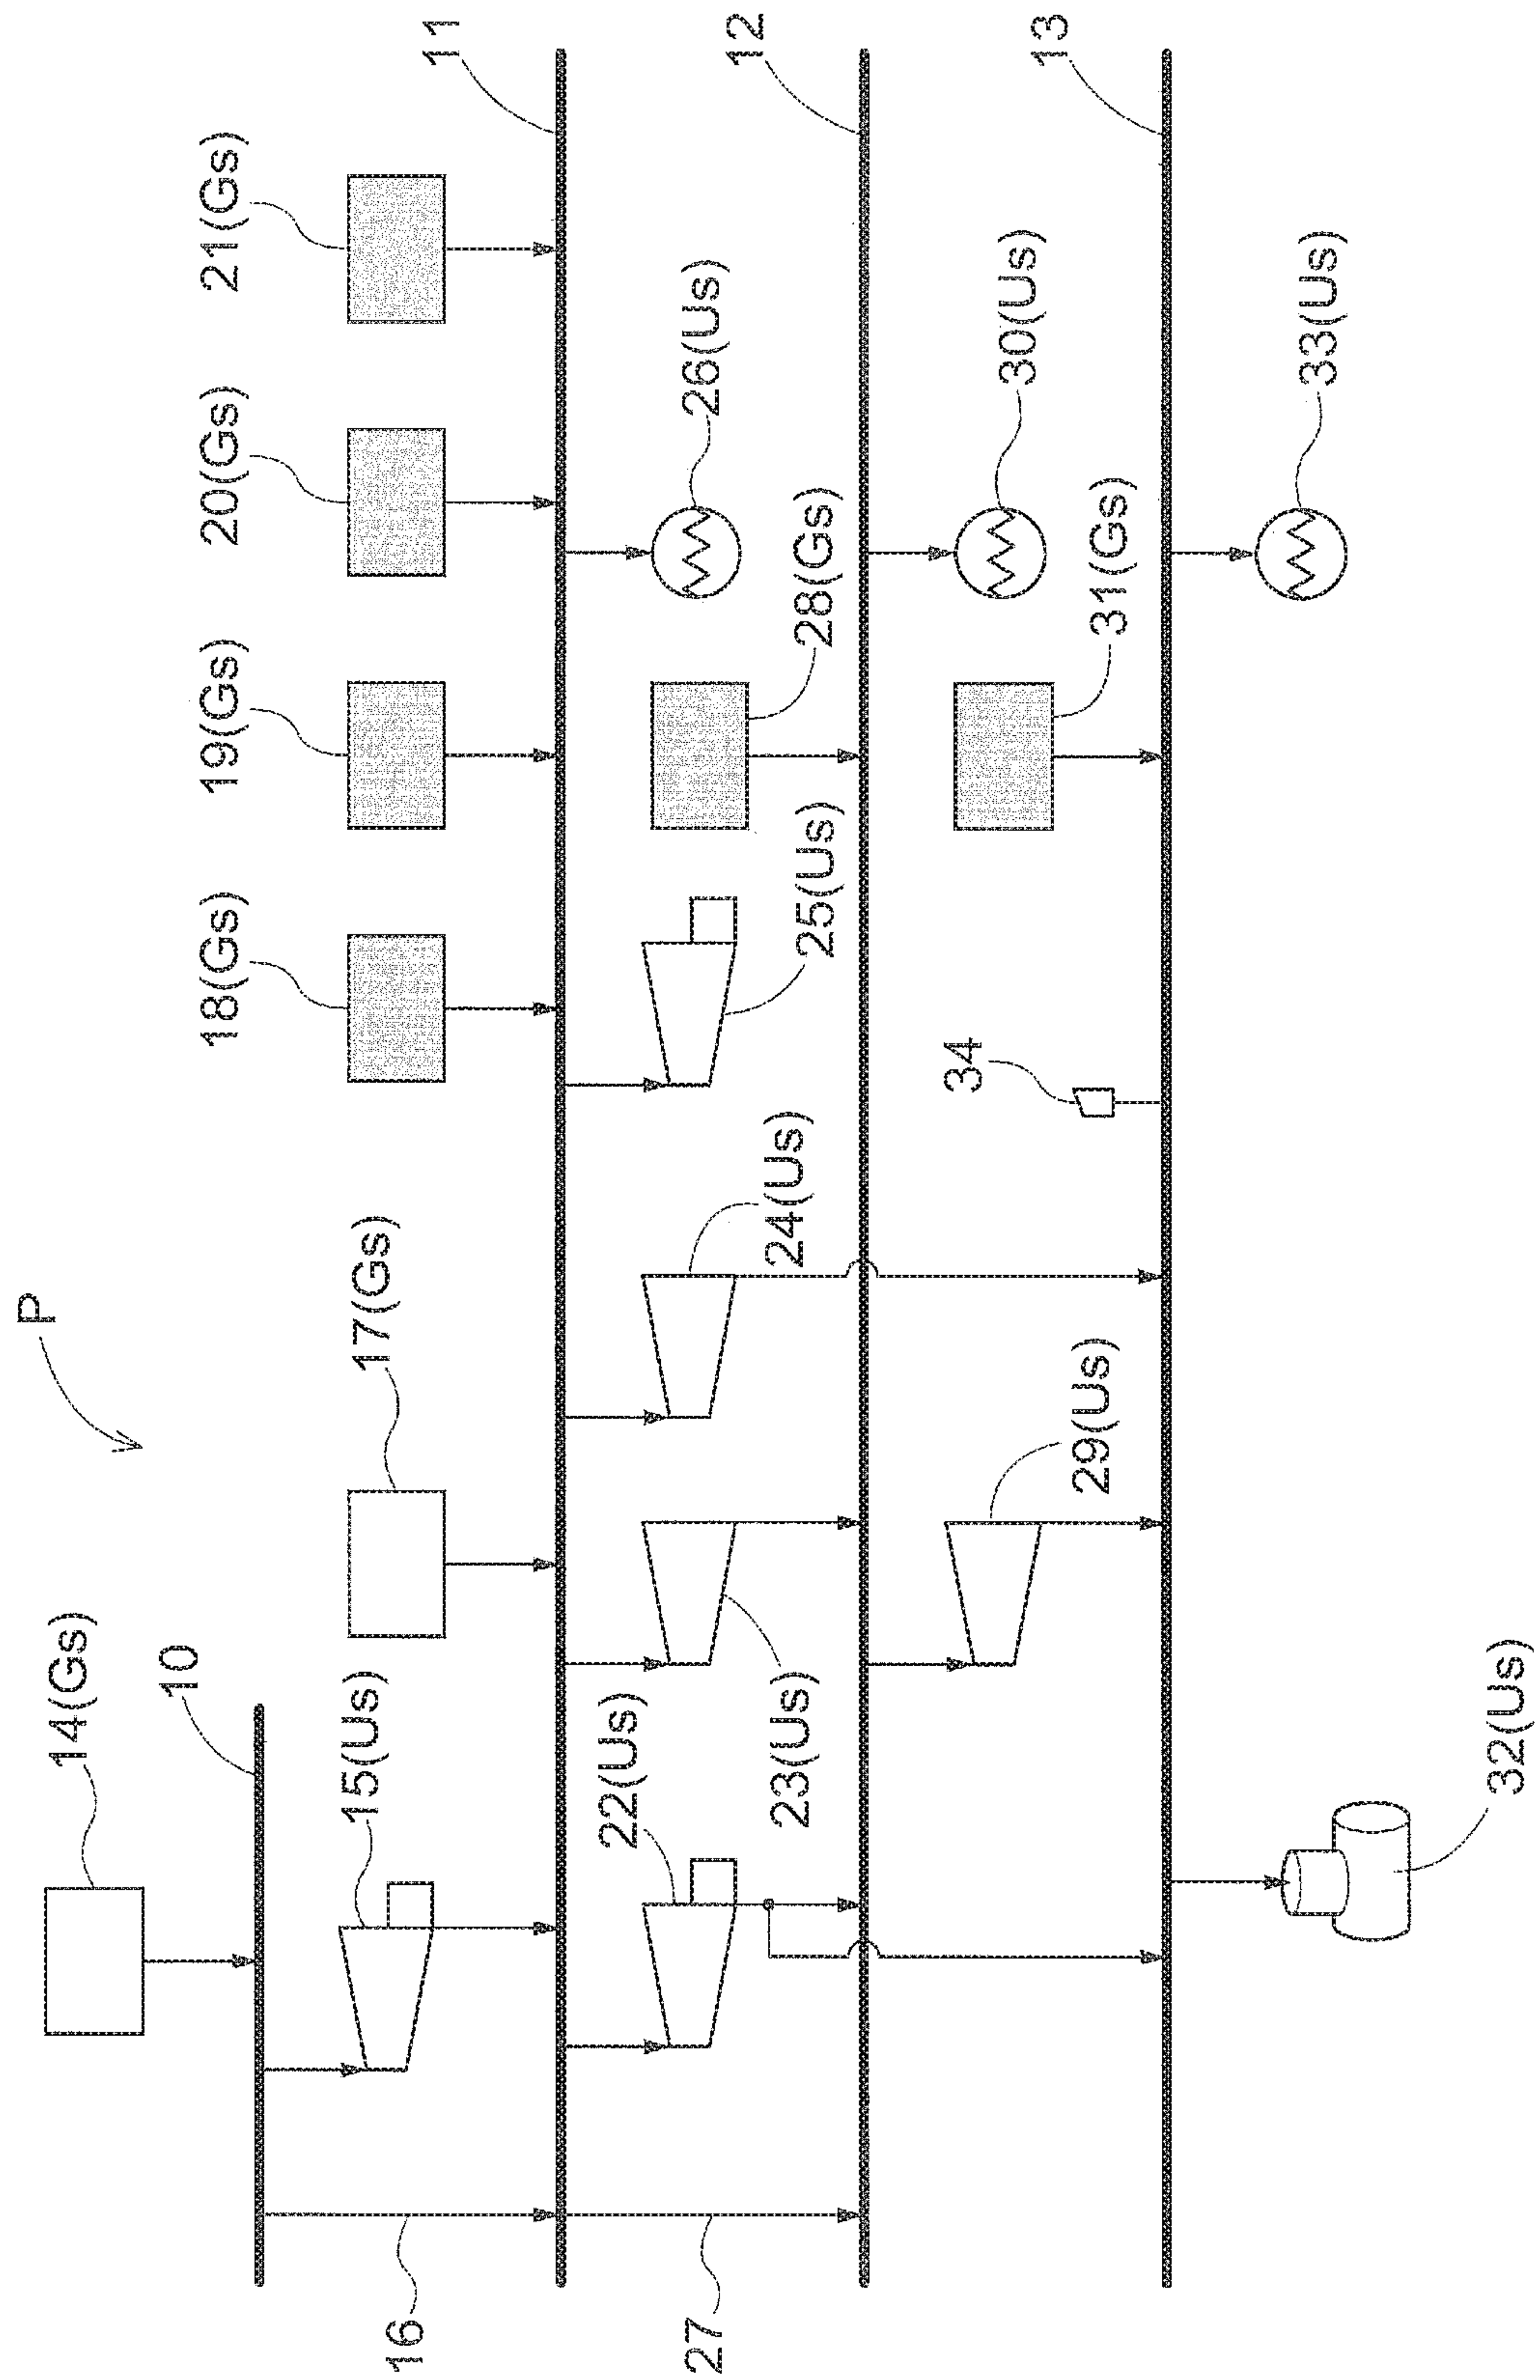 P
14(Gs)
10
15(Us)
16
17(Gs)
18(Gs)
19(Gs)
20(Gs)
21(Gs)
11
22(Us)
23(Us)
24(Us)
25(Us)
26(Us)
27
28(Gs)
12
29(Us)
30(Us)
34
31(Gs)
13
32(Us)
33(Us)